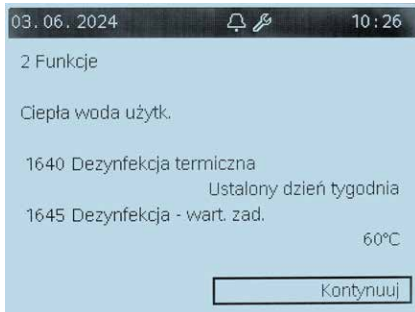 03.06.2024 10:26
2 Funkcje
Ciepła woda użytk.
1640 Dezynfekcja termiczna
Ustalony dzień tygodnia
1645 Dezynfekcja - wart. zad.
60°C
Kontynuuj